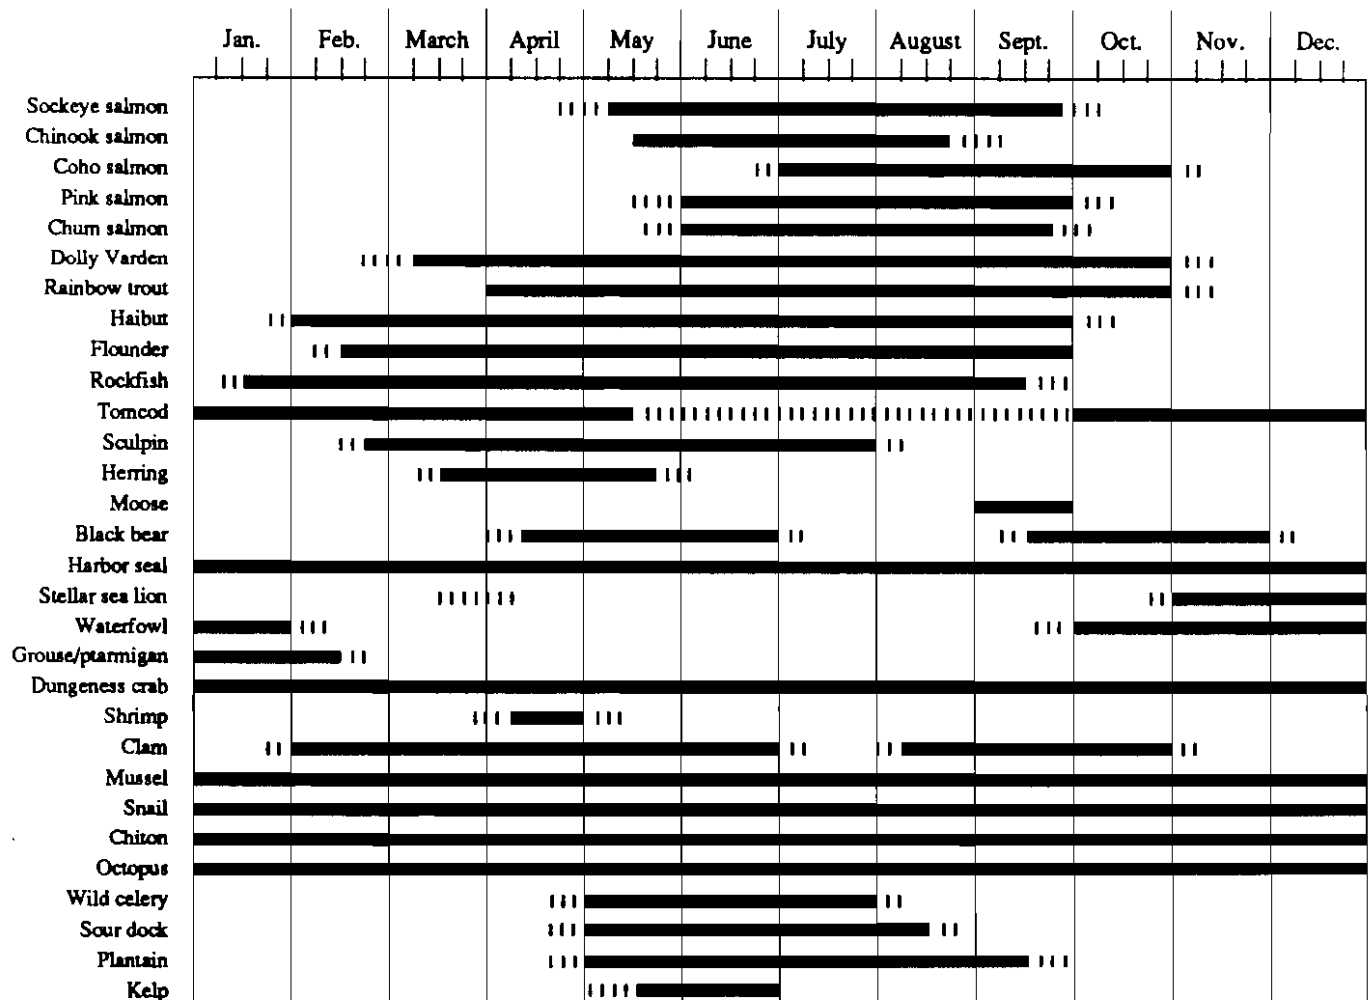 Jan. Feb. March April May June July August Sept. Oct. Nov. Dec.
Sockeye salmon
Chinook salmon
Coho salmon
Pink salmon
Chum salmon
Dolly Varden
Rainbow trout
Haibut
Flounder
Rockfish
Tomcod
Sculpin
Herring
Moose
Black bear
Harbor seal
Stellar sea lion
Waterfowl
Grouse/ptarmigan
Dungeness crab
Shrimp
Clam
Mussel
Snail
Chiton
Octopus
Wild celery
Sour dock
Plantain
Kelp